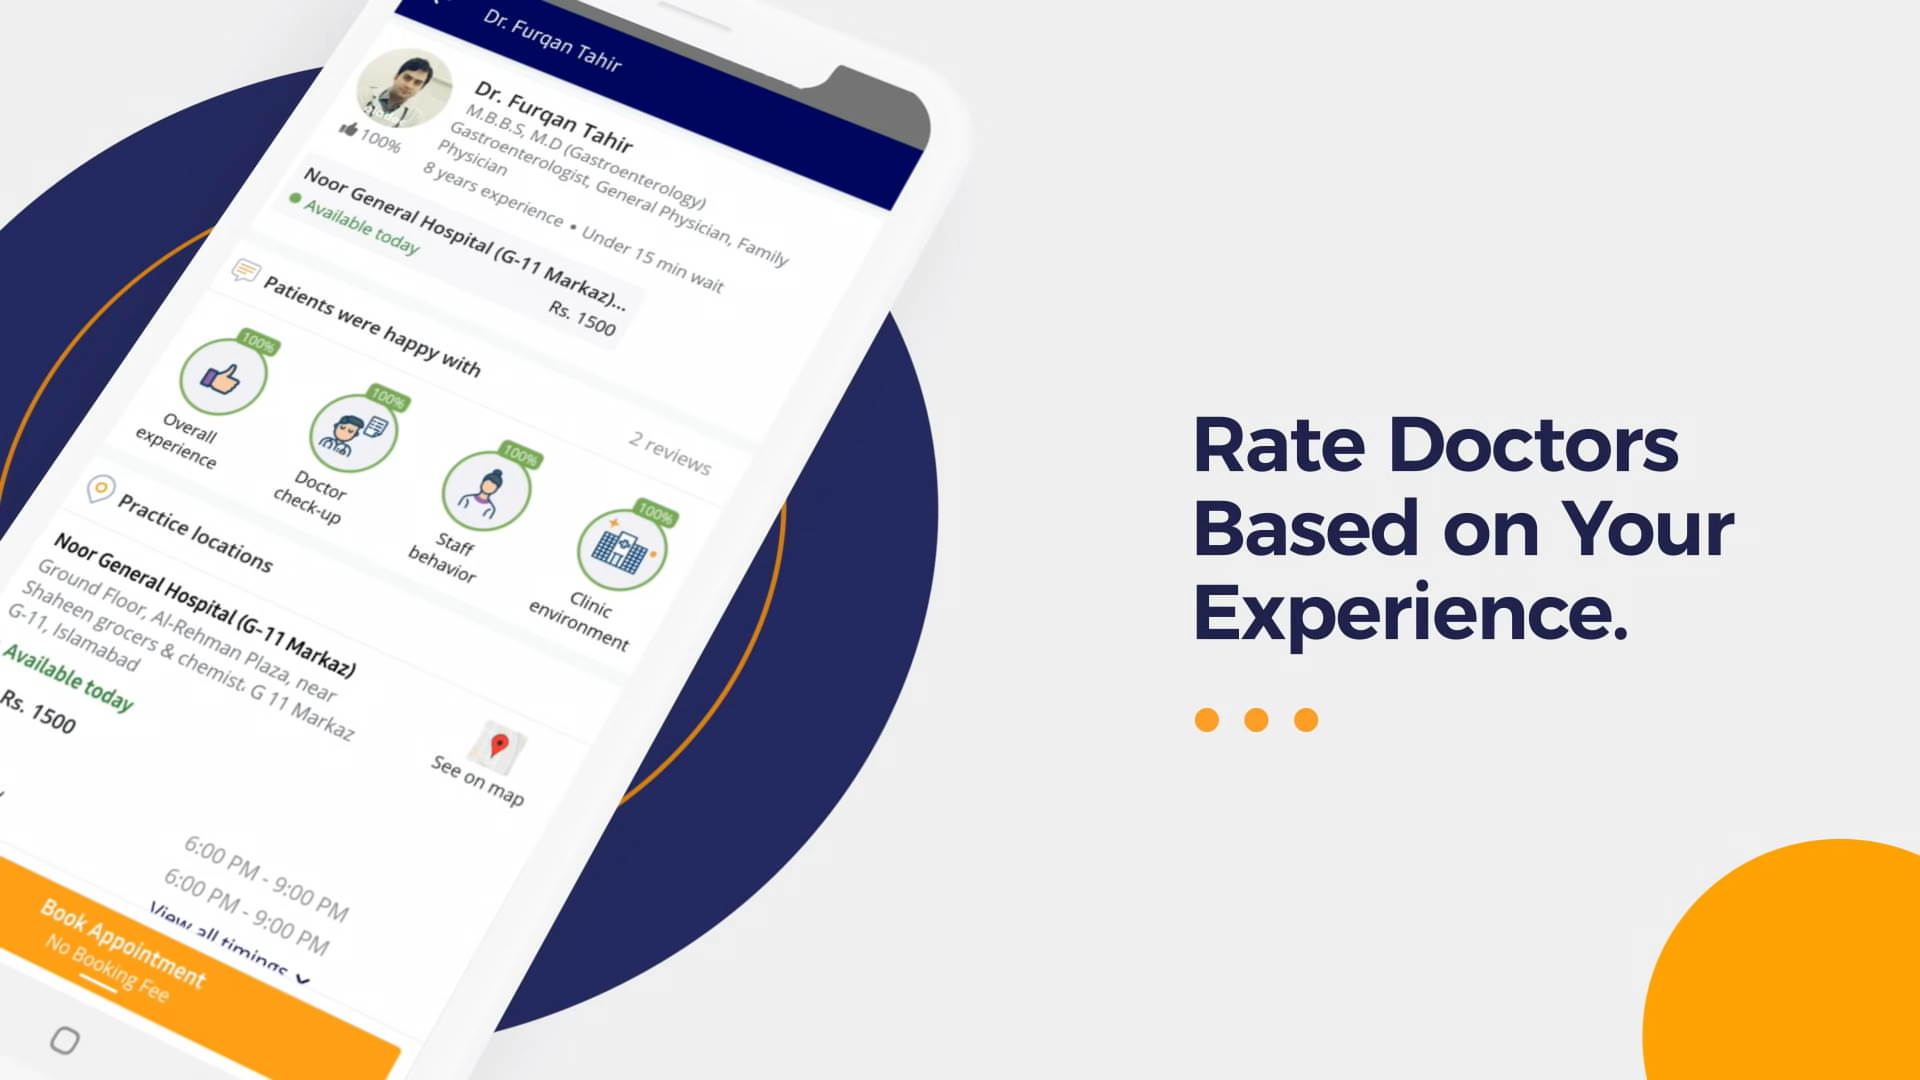 Dr. Furqan Tahir
Dr. Furqan Tahir
M.B.B.S, M.D (Gastroenterology)
Gastroenterologist, General Physician, Family
Physician
8 years experience • Under 15 min wait
100%
Noor General Hospital (G-11 Markaz)...
Available today
Rs. 1500
Patients were happy with
2 reviews
100%
Overall
experience
100%
Doctor
check-up
100%
Staff
behavior
100%
Clinic
environment
Practice locations
Noor General Hospital (G-11 Markaz)
Ground Floor, Al-Rehman Plaza, near
Shaheen grocers & chemist, G 11 Markaz
G-11, Islamabad
Available today
Rs. 1500
See on map
6:00 PM - 9:00 PM
6:00 PM - 9:00 PM
View all timings
Book Appointment
No Booking Fee
Rate Doctors
Based on Your
Experience.